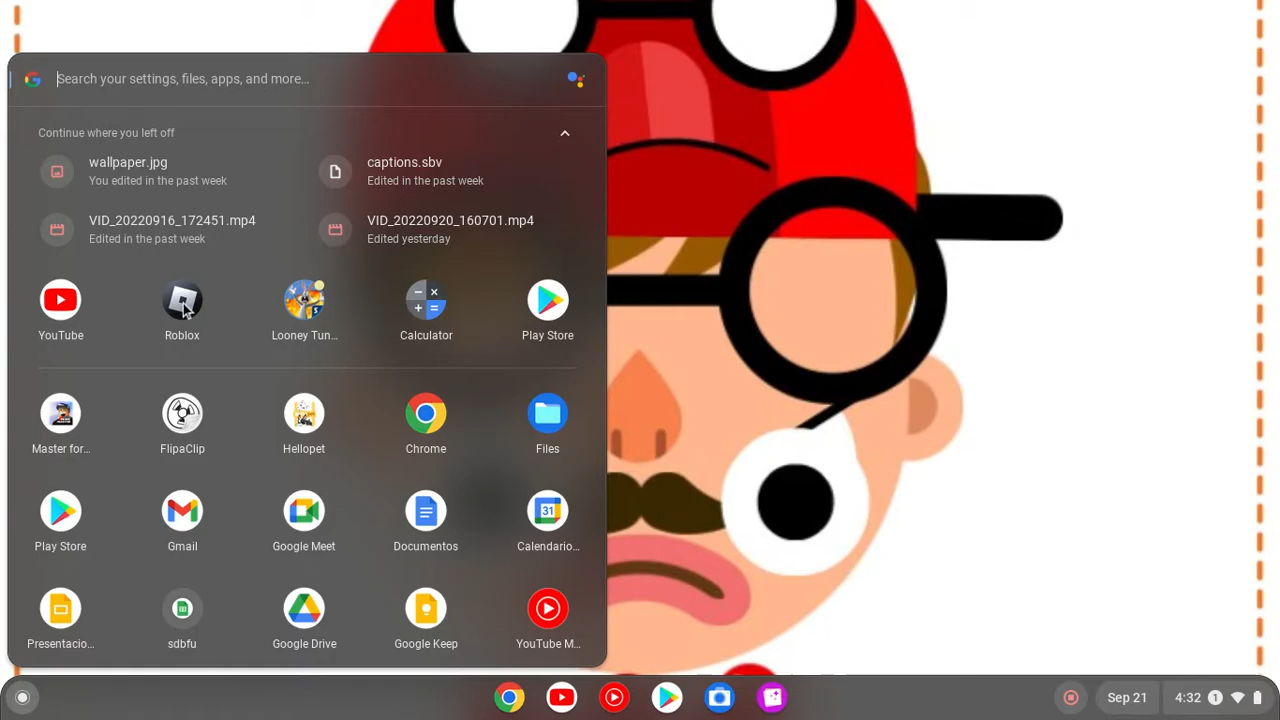 Search your settings, files, apps, and more...
Continue where you left off
wallpaper.jpg
You edited in the past week
captions.sbv
Edited in the past week
VID_20220916_172451.mp4
Edited in the past week
VID_20220920_160701.mp4
Edited yesterday
YouTube
Roblox
Looney Tun...
Calculator
Play Store
Master for...
FlipaClip
Hellopet
Chrome
Files
Play Store
Gmail
Google Meet
Documentos
31
Calendario...
Presentacio...
sdbfu
Google Drive
Google Keep
YouTube M...
Sep 21
4:32
1